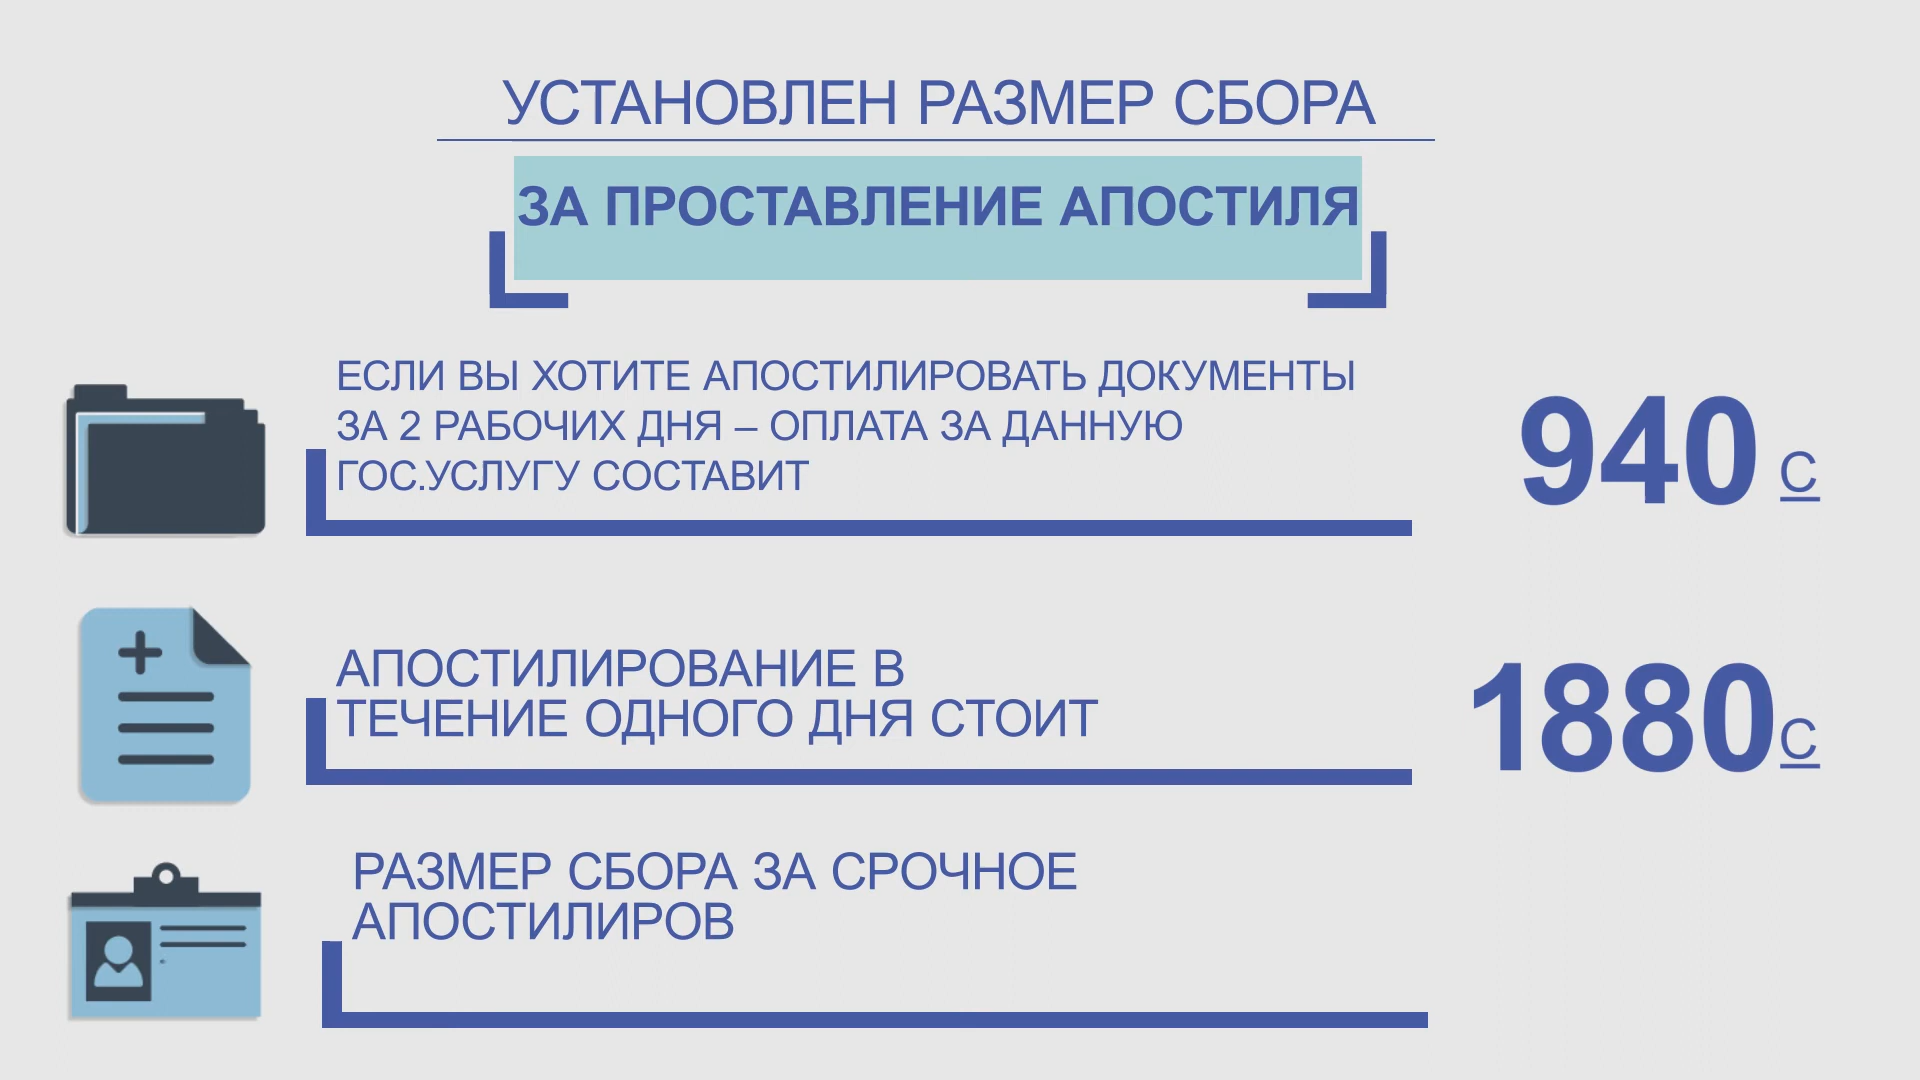 УСТАНОВЛЕН РАЗМЕР СБОРА
ЗА ПРОСТАВЛЕНИЕ АПОСТИЛЯ
ЕСЛИ ВЫ ХОТИТЕ АПОСТИЛИРОВАТЬ ДОКУМЕНТЫ
ЗА 2 РАБОЧИХ ДНЯ – ОПЛАТА ЗА ДАННУЮ
ГОС.УСЛУГУ СОСТАВИТ
940 С
АПОСТИЛИРОВАНИЕ В
ТЕЧЕНИЕ ОДНОГО ДНЯ СТОИТ
1880 С
РАЗМЕР СБОРА ЗА СРОЧНОЕ
АПОСТИЛИРОВ